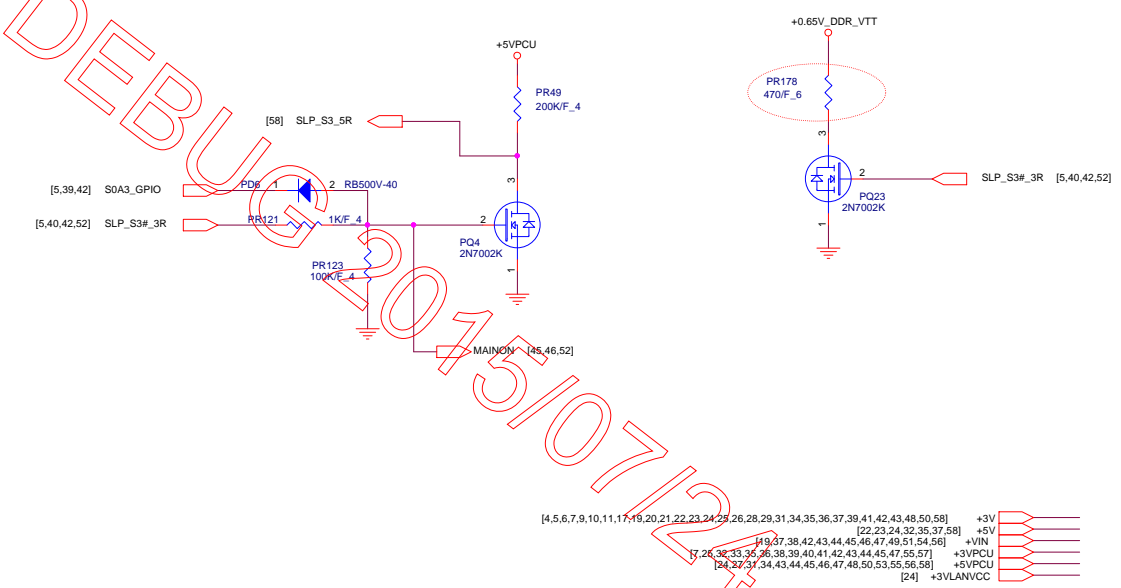 DEBUG 2015/07/24
+5VPCU
+0.65V_DDR_VTT
PR49
200K/F_4
PR178
470/F_6
[58] SLP_S3_5R
3
3
[5,39,42] S0A3_GPIO
PD6 1 2 RB500V-40
2
SLP_S3#_3R [5,40,42,52]
PQ23
2N7002K
[5,40,42,52] SLP_S3#_3R
PR121 1K/F_4
2
1
PQ4
2N7002K
1
PR123
100K/F_4
MAINON [45,46,52]
[4,5,6,7,9,10,11,17,19,20,21,22,23,24,25,26,28,29,31,34,35,36,37,39,41,42,43,48,50,58] +3V
[22,23,24,32,35,37,58] +5V
[19,37,38,42,43,44,45,46,47,49,51,54,56] +VIN
[7,25,32,33,35,36,38,39,40,41,42,43,44,45,47,55,57] +3VPCU
[24,27,31,34,43,44,45,46,47,48,50,53,55,56,58] +5VPCU
[24] +3VLANVCC